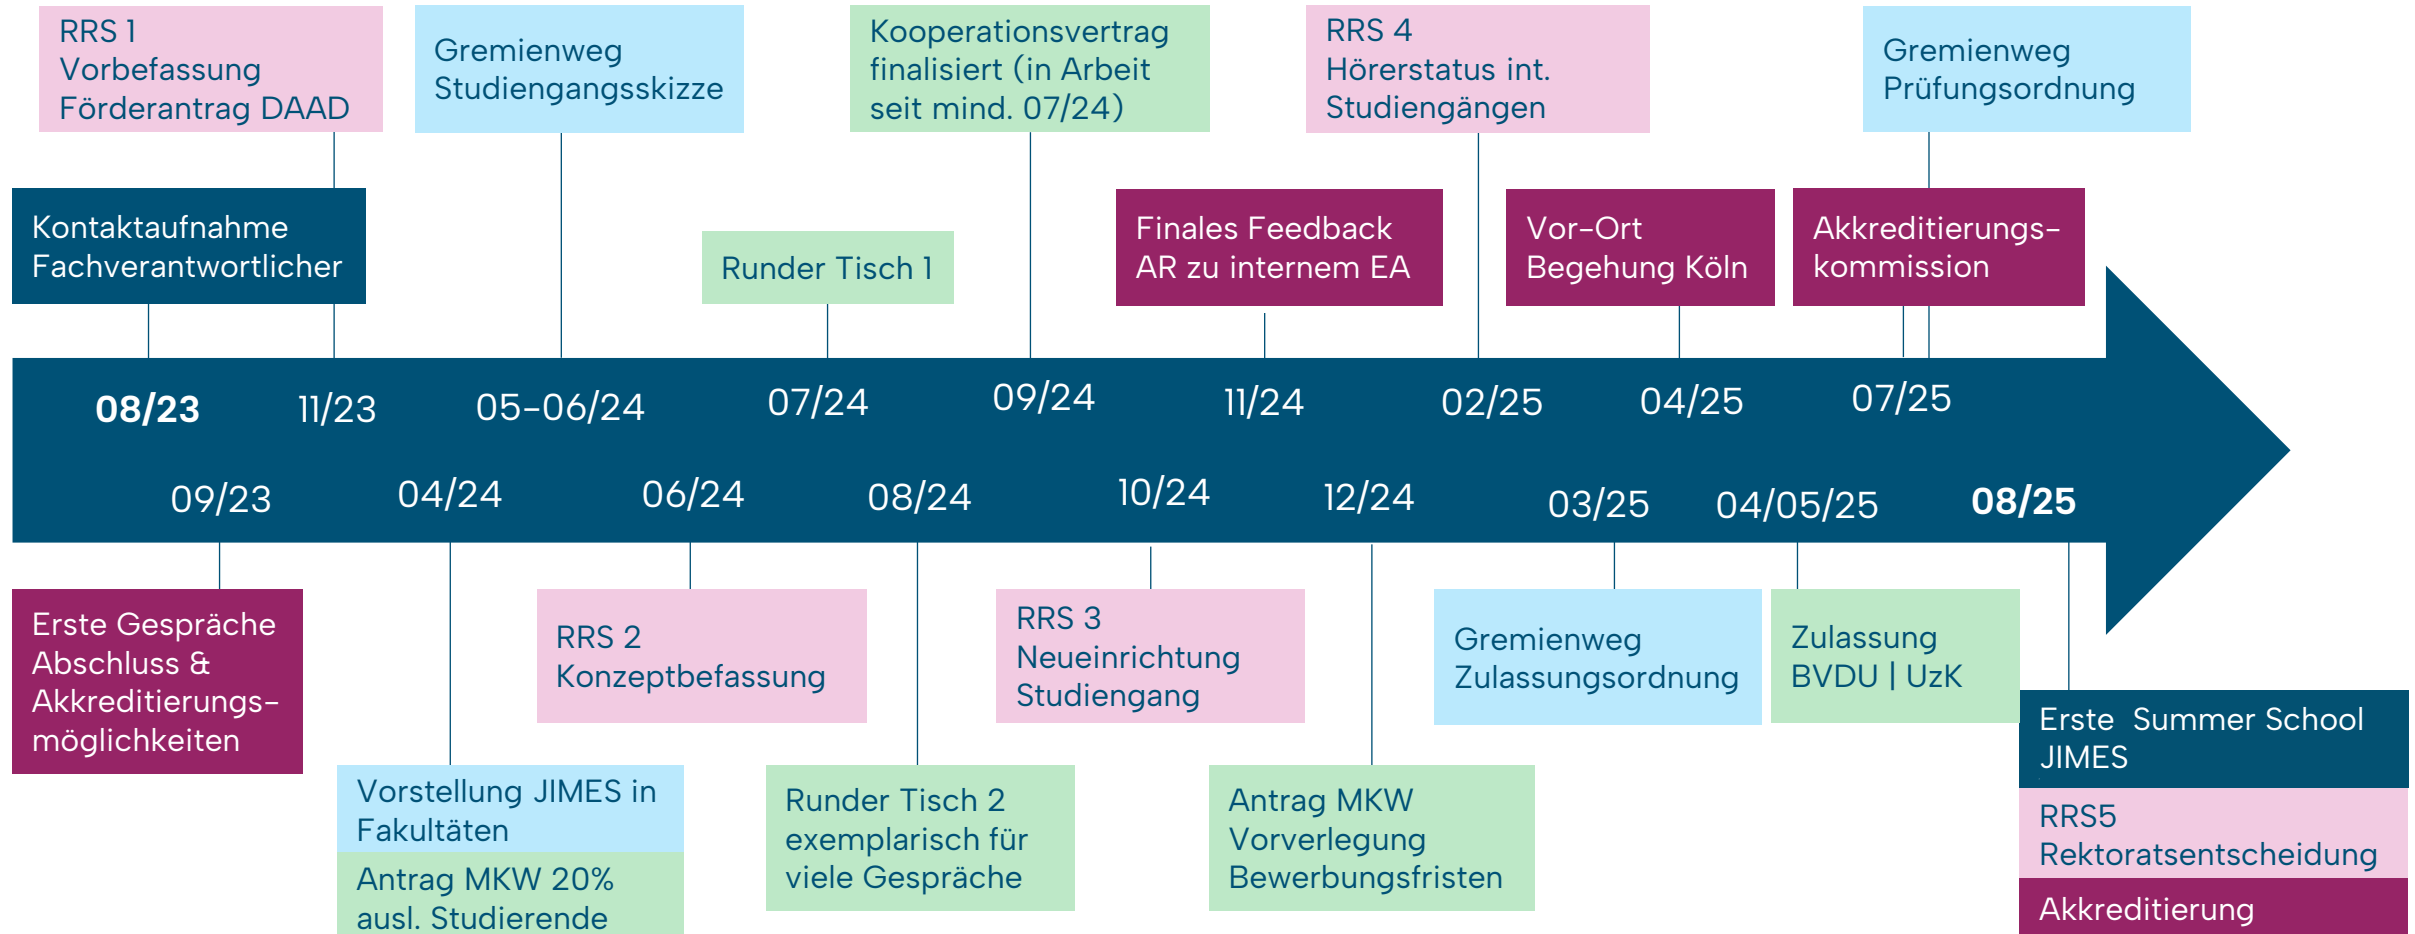 RRS 1
Vorbefassung
Förderantrag DAAD
Gremienweg
Studiengangsskizze
Kooperationsvertrag
finalisiert (in Arbeit
seit mind. 07/24)
RRS 4
Hörerstatus int.
Studiengängen
Gremienweg
Prüfungsordnung
Kontaktaufnahme
Fachverantwortlicher
Runder Tisch 1
Finales Feedback
AR zu internem EA
Vor-Ort
Begehung Köln
Akkreditierungs-
kommission
08/23
11/23
05-06/24
07/24
09/24
11/24
02/25
04/25
07/25
09/23
04/24
06/24
08/24
10/24
12/24
03/25
04/05/25
08/25
Erste Gespräche
Abschluss &
Akkreditierungs-
möglichkeiten
Vorstellung JIMES in
Fakultäten
Antrag MKW 20%
ausl. Studierende
RRS 2
Konzeptbefassung
Runder Tisch 2
exemplarisch für
viele Gespräche
RRS 3
Neueinrichtung
Studiengang
Antrag MKW
Vorverlegung
Bewerbungsfristen
Gremienweg
Zulassungsordnung
Zulassung
BVDU | UzK
Erste  Summer School
JIMES
RRS5
Rektoratsentscheidung
Akkreditierung